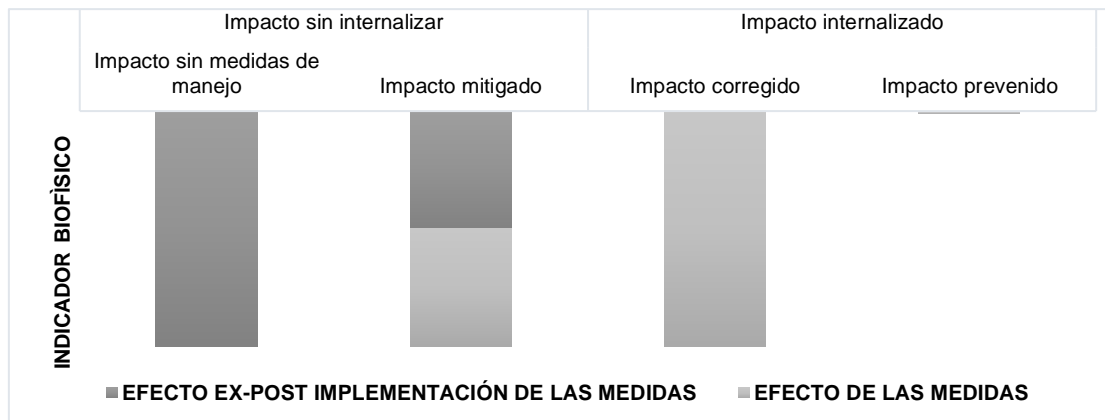 Impacto sin internalizar
Impacto internalizado
Impacto sin medidas de
manejo
Impacto mitigado
Impacto corregido
Impacto prevenido
INDICADOR BIOFÌSICO
EFECTO EX-POST IMPLEMENTACIÓN DE LAS MEDIDAS
EFECTO DE LAS MEDIDAS